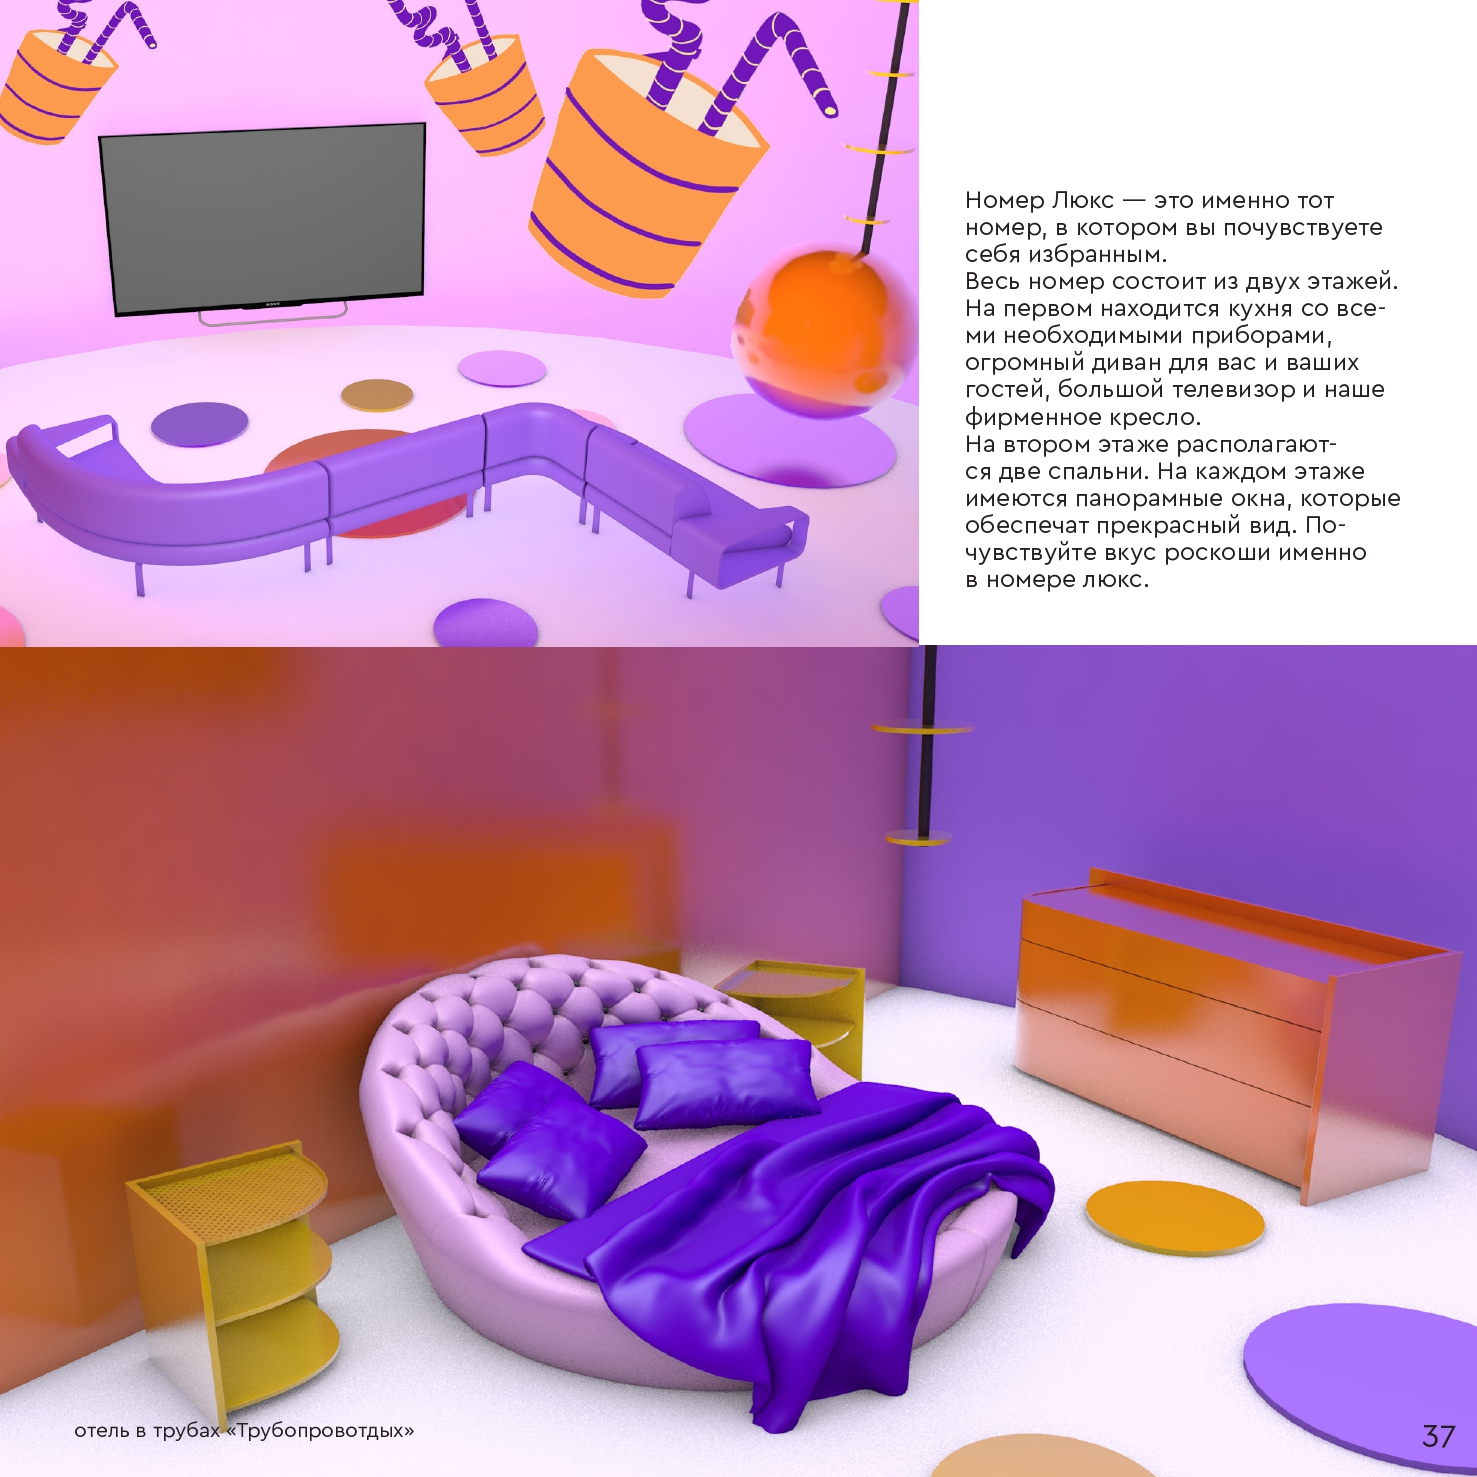 SONY
Номер Люкс — это именно тот
номер, в котором вы почувствуете
себя избранным.
Весь номер состоит из двух этажей.
На первом находится кухня со все-
ми необходимыми приборами,
огромный диван для вас и ваших
гостей, большой телевизор и наше
фирменное кресло.
На втором этаже располагают-
ся две спальни. На каждом этаже
имеются панорамные окна, которые
обеспечат прекрасный вид. По-
чувствуйте вкус роскоши именно
в номере люкс.
отель в трубах «Трубопровотдых»
37